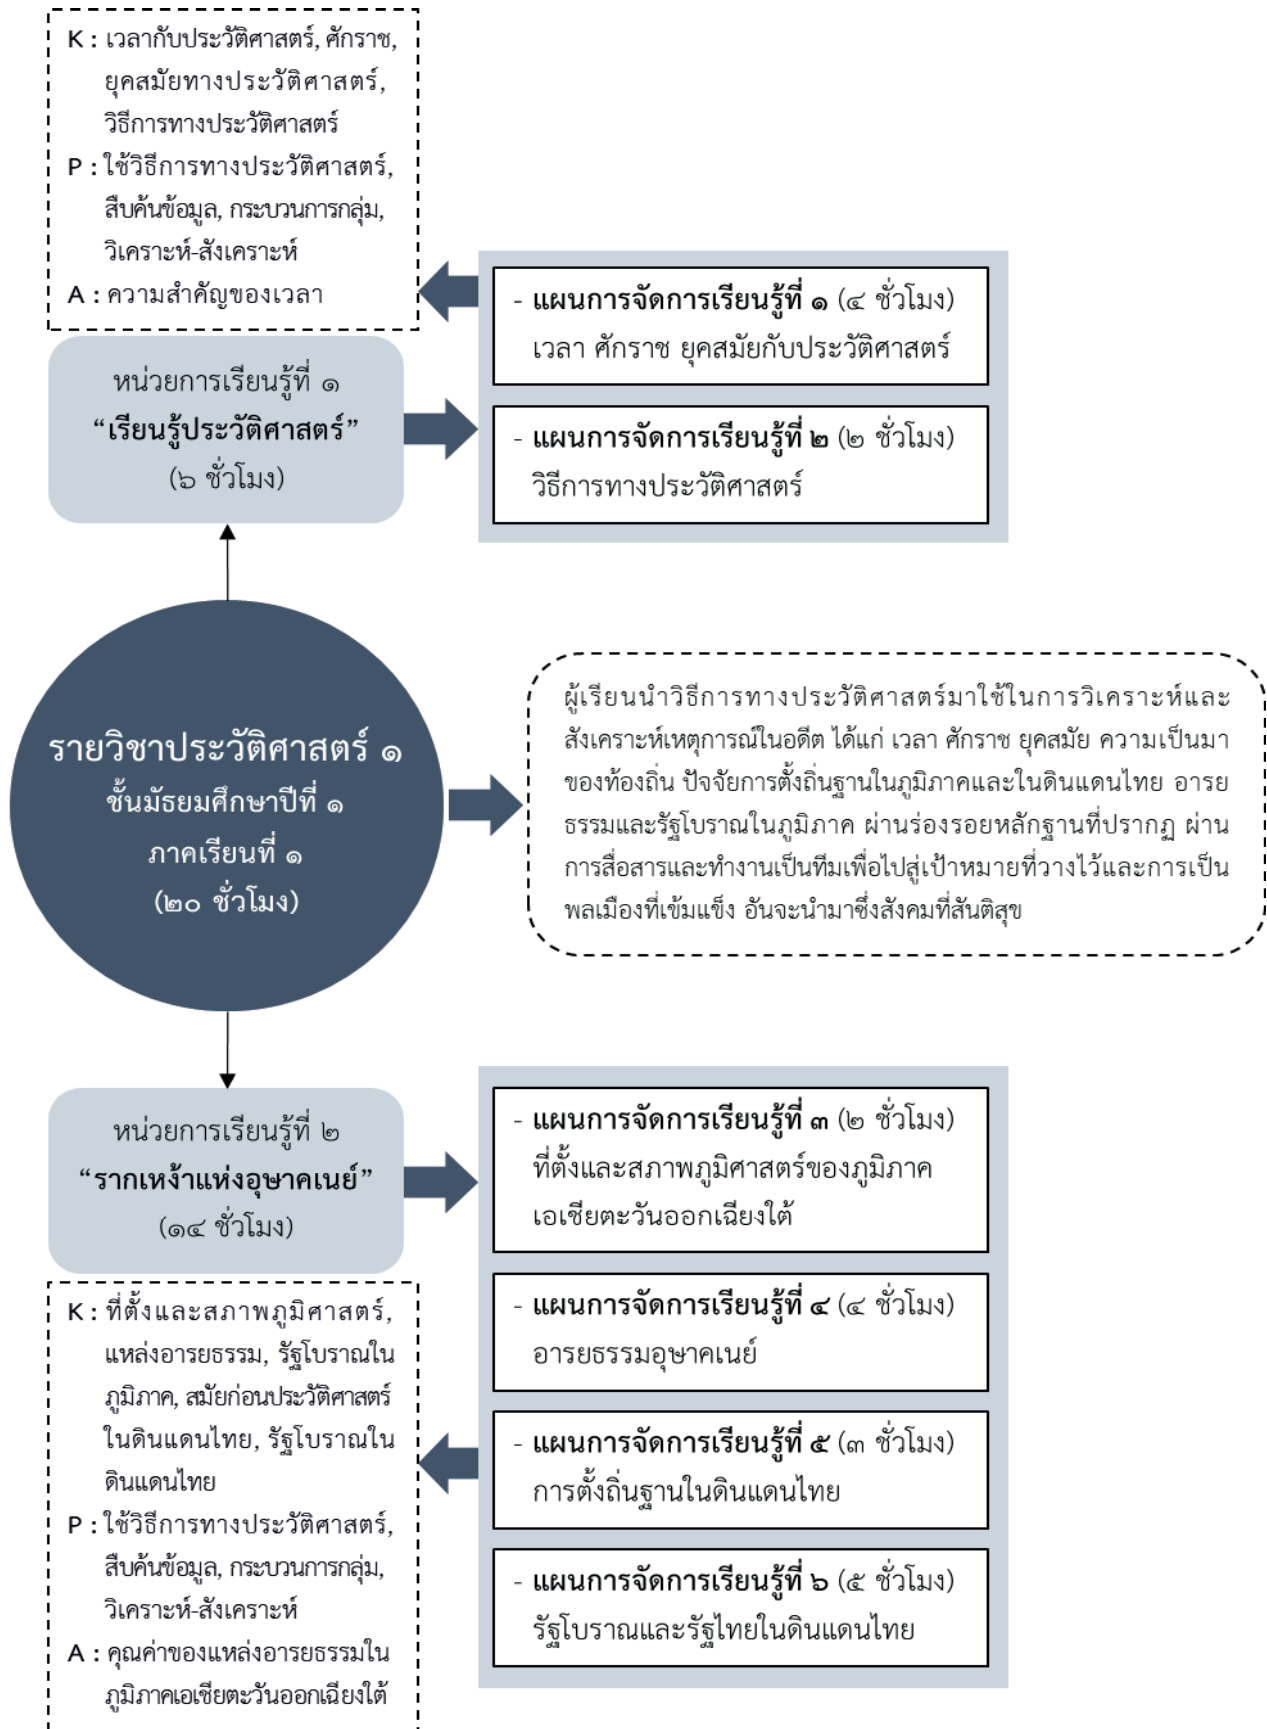 K : เวลากับประวัติศาสตร์, ศักราช,
ยุคสมัยทางประวัติศาสตร์,
วิธีการทางประวัติศาสตร์
P : ใช้วิธีการทางประวัติศาสตร์,
สืบค้นข้อมูล, กระบวนการกลุ่ม,
วิเคราะห์-สังเคราะห์
A : ความสำคัญของเวลา
หน่วยการเรียนรู้ที่ ๑
“เรียนรู้ประวัติศาสตร์”
(๖ ชั่วโมง)
- แผนการจัดการเรียนรู้ที่ ๑ (๔ ชั่วโมง)
เวลา ศักราช ยุคสมัยกับประวัติศาสตร์
- แผนการจัดการเรียนรู้ที่ ๒ (๒ ชั่วโมง)
วิธีการทางประวัติศาสตร์
รายวิชาประวัติศาสตร์ ๑
ชั้นมัธยมศึกษาปีที่ ๑
ภาคเรียนที่ ๑
(๒๐ ชั่วโมง)
ผู้เรียนนำวิธีการทางประวัติศาสตร์มาใช้ในการวิเคราะห์และ
สังเคราะห์เหตุการณ์ในอดีต ได้แก่ เวลา ศักราช ยุคสมัย ความเป็นมา
ของท้องถิ่น ปัจจัยการตั้งถิ่นฐานในภูมิภาคและในดินแดนไทย อารย
ธรรมและรัฐโบราณในภูมิภาค ผ่านร่องรอยหลักฐานที่ปรากฏ ผ่าน
การสื่อสารและทำงานเป็นทีมเพื่อไปสู่เป้าหมายที่วางไว้และการเป็น
พลเมืองที่เข้มแข็ง อันจะนำมาซึ่งสังคมที่สันติสุข
หน่วยการเรียนรู้ที่ ๒
“รากเหง้าแห่งอุษาคเนย์”
(๑๔ ชั่วโมง)
- แผนการจัดการเรียนรู้ที่ ๓ (๒ ชั่วโมง)
ที่ตั้งและสภาพภูมิศาสตร์ของภูมิภาค
เอเชียตะวันออกเฉียงใต้
- แผนการจัดการเรียนรู้ที่ ๔ (๔ ชั่วโมง)
อารยธรรมอุษาคเนย์
- แผนการจัดการเรียนรู้ที่ ๕ (๓ ชั่วโมง)
การตั้งถิ่นฐานในดินแดนไทย
- แผนการจัดการเรียนรู้ที่ ๖ (๕ ชั่วโมง)
รัฐโบราณและรัฐไทยในดินแดนไทย
K : ที่ตั้งและสภาพภูมิศาสตร์,
แหล่งอารยธรรม, รัฐโบราณใน
ภูมิภาค, สมัยก่อนประวัติศาสตร์
ในดินแดนไทย, รัฐโบราณใน
ดินแดนไทย
P : ใช้วิธีการทางประวัติศาสตร์,
สืบค้นข้อมูล, กระบวนการกลุ่ม,
วิเคราะห์-สังเคราะห์
A : คุณค่าของแหล่งอารยธรรมใน
ภูมิภาคเอเชียตะวันออกเฉียงใต้